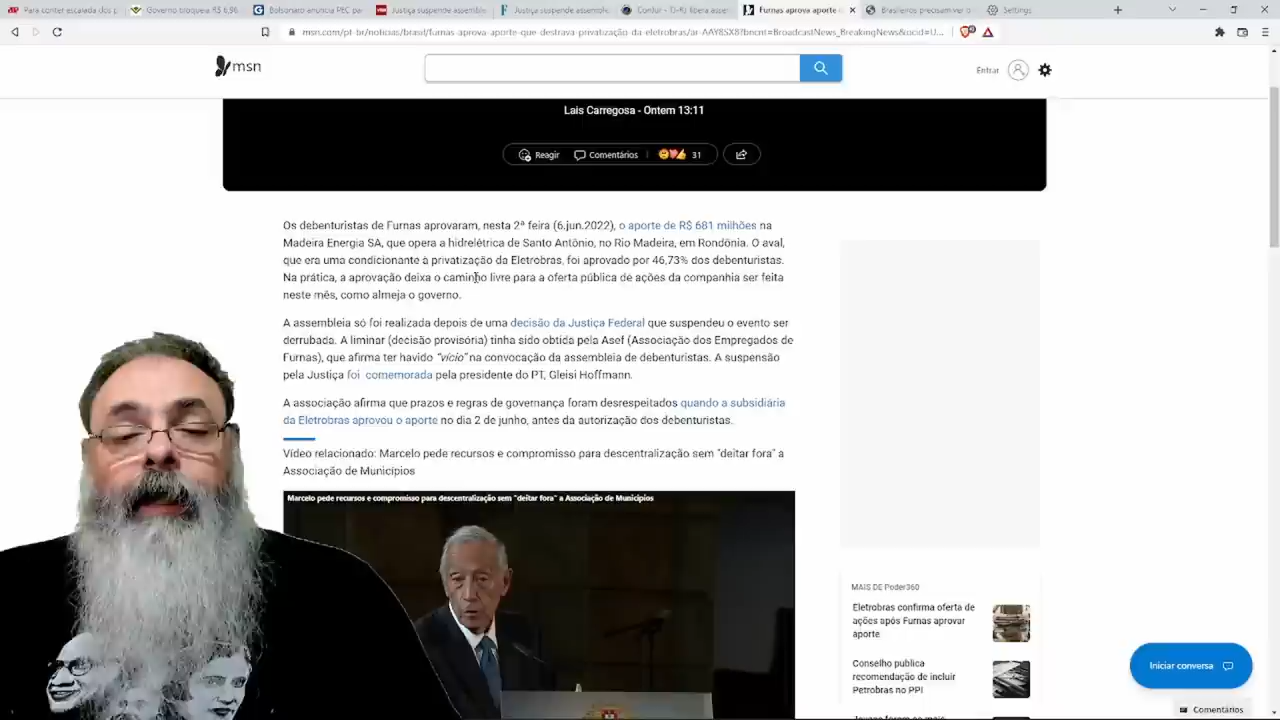 Para conter escalada dos p
Governo bloqueia R$ 6,96
Bolsonaro anuncia PEC par
Justiça suspende assemble
Justiça suspende assemble
Conjur - TJ-RJ libera assem
Furnas aprova aporte
Brasileiros precisam ver o
Settings
msn.com/pt-br/noticias/brasil/furnas-aprova-aporte-que-destrava-privatização-da-eletrobras/
msn
Entrar
Lais Carregosa - Ontem 13:11
Reagir
Comentários
31
Os debenturistas de Furnas aprovaram, nesta 2ª feira (6.jun.2022), o aporte de R$ 681 milhões na
Madeira Energia SA, que opera a hidrelétrica de Santo Antônio, no Rio Madeira, em Rondônia. O aval,
que era uma condicionante à privatização da Eletrobras, foi aprovado por 46,73% dos debenturistas.
Na prática, a aprovação deixa o caminho livre para a oferta pública de ações da companhia ser feita
neste mês, como almeja o governo.
A assembleia só foi realizada depois de uma decisão da Justiça Federal que suspendeu o evento ser
derrubada. A liminar (decisão provisória) tinha sido obtida pela Asef (Associação dos Empregados de
Furnas), que afirma ter havido "vício" na convocação da assembleia de debenturistas. A suspensão
pela Justiça foi comemorada pela presidente do PT, Gleisi Hoffmann.
A associação afirma que prazos e regras de governança foram desrespeitados quando a subsidiária
da Eletrobras aprovou o aporte no dia 2 de junho, antes da autorização dos debenturistas.
Vídeo relacionado: Marcelo pede recursos e compromisso para descentralização sem "deitar fora" a
Associação de Municípios
Marcelo pede recursos e compromisso para descentralização sem "deitar fora" a Associação de Municípios
MAIS DE Poder360
Eletrobras confirma oferta de
ações após Furnas aprovar
aporte
Conselho publica
recomendação de incluir
Petrobras no PPI
Jovens foram os mais
Iniciar conversa
Comentários